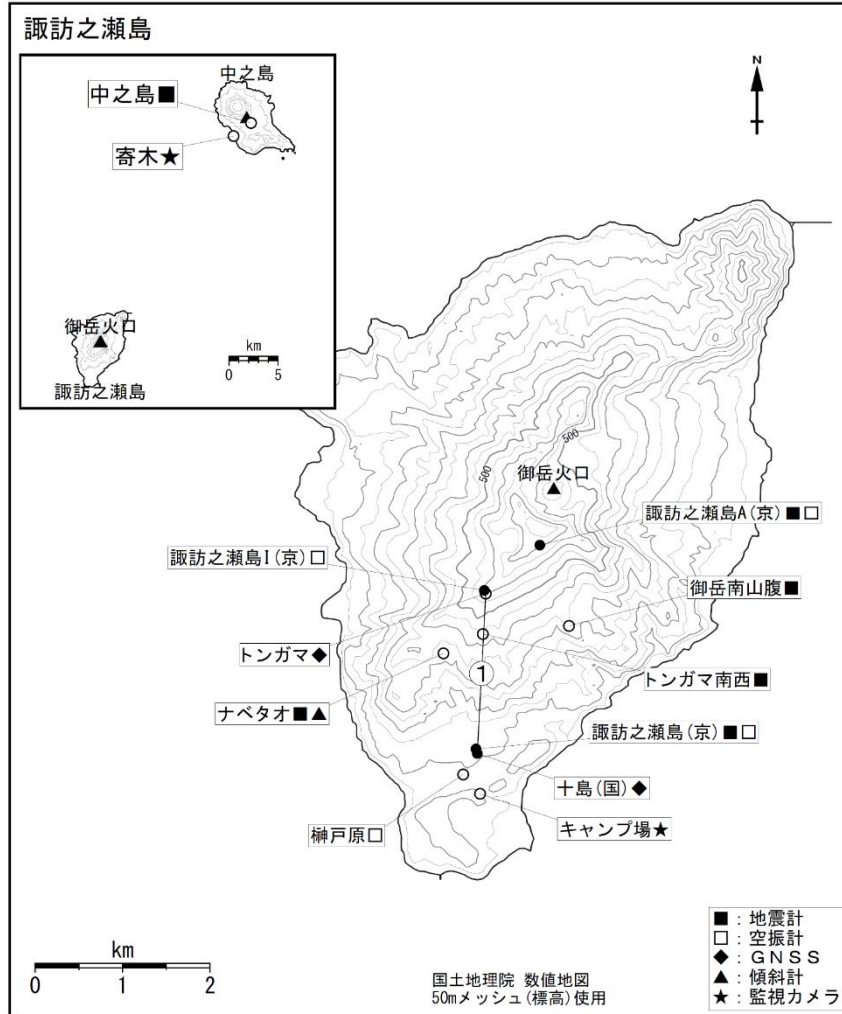 諏訪之瀬島
中之島
中之島■
寄木★
御岳火口
諏訪之瀬島
km
0 5
N
500
500
御岳火口
諏訪之瀬島A(京)■□
諏訪之瀬島I(京)□
御岳南山腹■
トンガマ◆
①
トンガマ南西■
ナベタオ■▲
諏訪之瀬島(京)■□
十島(国)◆
榊戸原□
キャンプ場★
km
0 1 2
国土地理院 数値地図
50mメッシュ(標高)使用
■:地震計
□:空振計
◆:GNSS
▲:傾斜計
★:監視カメラ